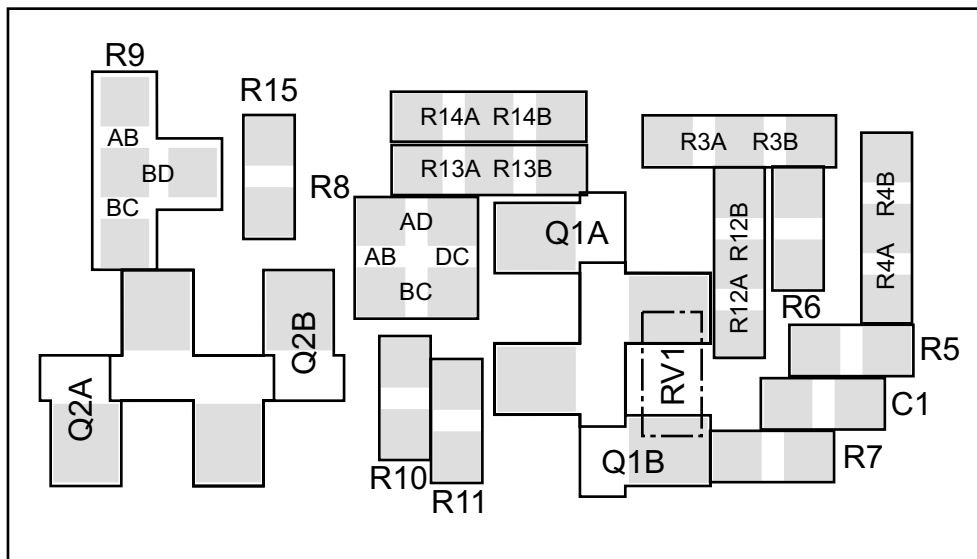 R9
R15
R14A R14B
R3A R3B
AB
BD
R13A R13B
R4B
R8
BC
AD
Q1A
R12B
AB DC
R4A
BC
R12A
R6
Q2B
RV1
R5
Q2A
C1
R10
R11
Q1B
R7